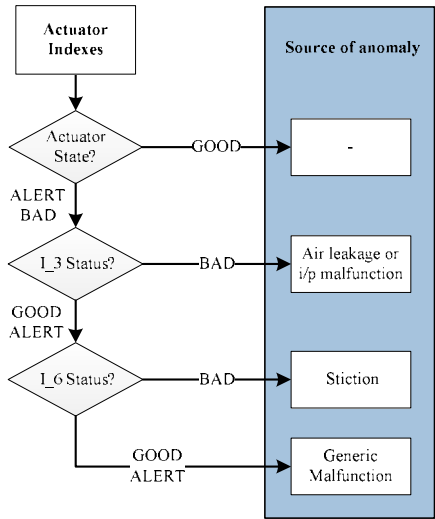 Actuator
Indexes
Source of anomaly
Actuator
State?
GOOD
-
ALERT
BAD
I_3 Status?
BAD
Air leakage or
i/p malfunction
GOOD
ALERT
I_6 Status?
BAD
Stiction
GOOD
ALERT
Generic
Malfunction